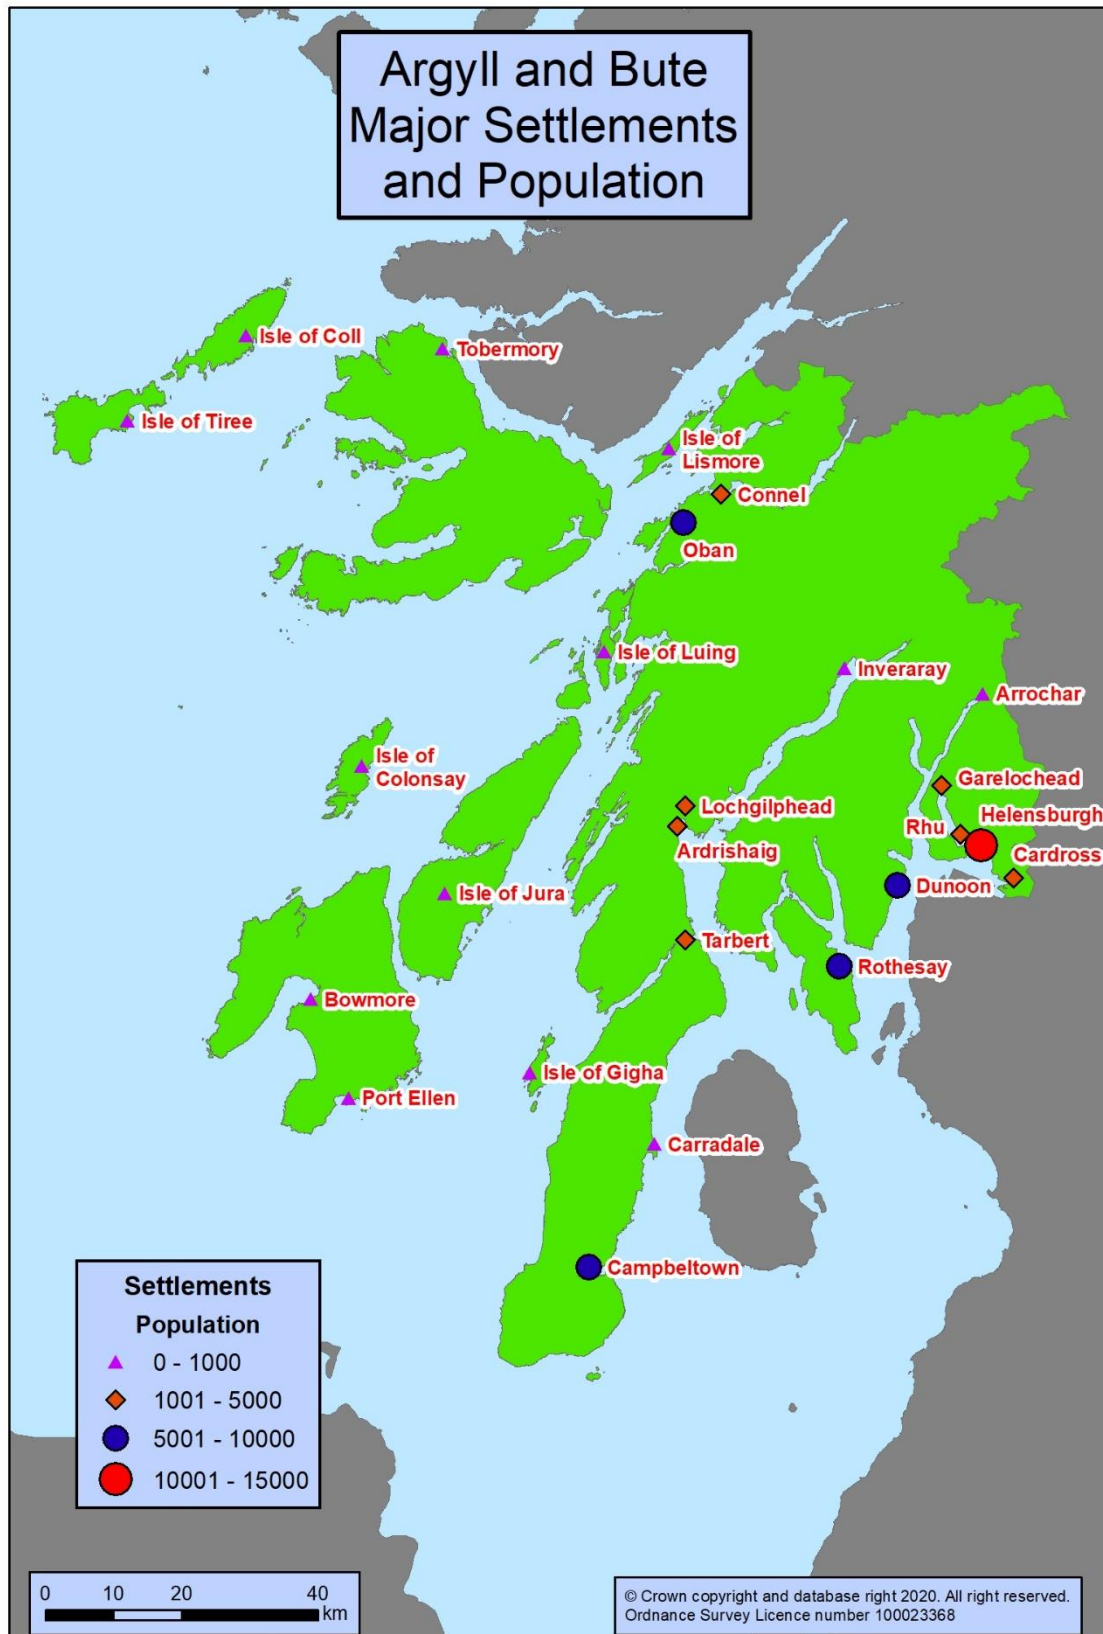 Argyll and Bute
Major Settlements
and Population
Isle of Coll
Tobermory
Isle of Tiree
Isle of
Lismore
Connel
Oban
Isle of Luing
Inveraray
Arrochar
Isle of
Colonsay
Garelochead
Lochgilphead
Helensburgh
Rhu
Ardrishaig
Cardross
Dunoon
Isle of Jura
Tarbert
Rothesay
Bowmore
Isle of Gigha
Port Ellen
Carradale
Campbeltown
Settlements
Population
0 - 1000
1001 - 5000
5001 - 10000
10001 - 15000
0 10 20 40
km
© Crown copyright and database right 2020. All right reserved.
Ordnance Survey Licence number 100023368